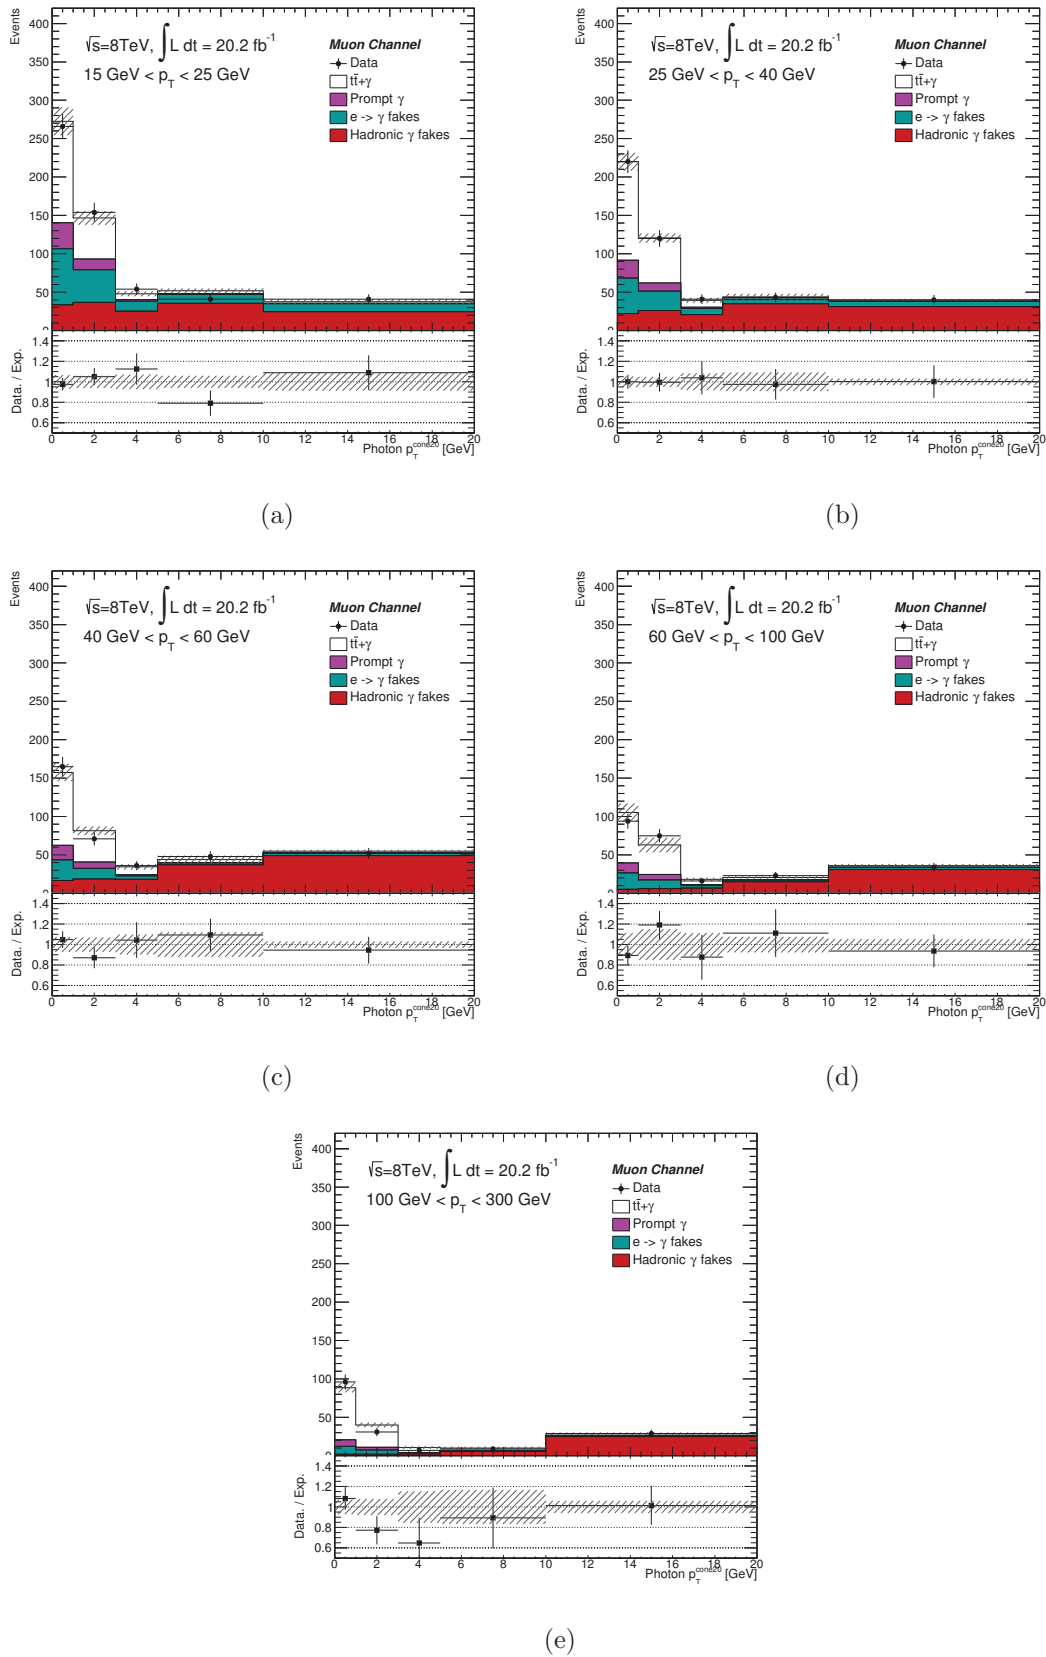 Events
√s=8TeV, ∫L dt = 20.2 fb⁻¹
15 GeV < p_T < 25 GeV
Muon Channel
Data
tt̄+γ
Prompt γ
e -> γ fakes
Hadronic γ fakes
400
350
300
250
200
150
100
50
0
Data. / Exp.
1.4
1.2
1
0.8
0.6
0 2 4 6 8 10 12 14 16 18 20
Photon p_T^cone20 [GeV]
(a)
Events
√s=8TeV, ∫L dt = 20.2 fb⁻¹
25 GeV < p_T < 40 GeV
Muon Channel
Data
tt̄+γ
Prompt γ
e -> γ fakes
Hadronic γ fakes
400
350
300
250
200
150
100
50
0
Data. / Exp.
1.4
1.2
1
0.8
0.6
0 2 4 6 8 10 12 14 16 18 20
Photon p_T^cone20 [GeV]
(b)
Events
√s=8TeV, ∫L dt = 20.2 fb⁻¹
40 GeV < p_T < 60 GeV
Muon Channel
Data
tt̄+γ
Prompt γ
e -> γ fakes
Hadronic γ fakes
400
350
300
250
200
150
100
50
0
Data. / Exp.
1.4
1.2
1
0.8
0.6
0 2 4 6 8 10 12 14 16 18 20
Photon p_T^cone20 [GeV]
(c)
Events
√s=8TeV, ∫L dt = 20.2 fb⁻¹
60 GeV < p_T < 100 GeV
Muon Channel
Data
tt̄+γ
Prompt γ
e -> γ fakes
Hadronic γ fakes
400
350
300
250
200
150
100
50
0
Data. / Exp.
1.4
1.2
1
0.8
0.6
0 2 4 6 8 10 12 14 16 18 20
Photon p_T^cone20 [GeV]
(d)
Events
√s=8TeV, ∫L dt = 20.2 fb⁻¹
100 GeV < p_T < 300 GeV
Muon Channel
Data
tt̄+γ
Prompt γ
e -> γ fakes
Hadronic γ fakes
400
350
300
250
200
150
100
50
0
Data. / Exp.
1.4
1.2
1
0.8
0.6
0 2 4 6 8 10 12 14 16 18 20
Photon p_T^cone20 [GeV]
(e)